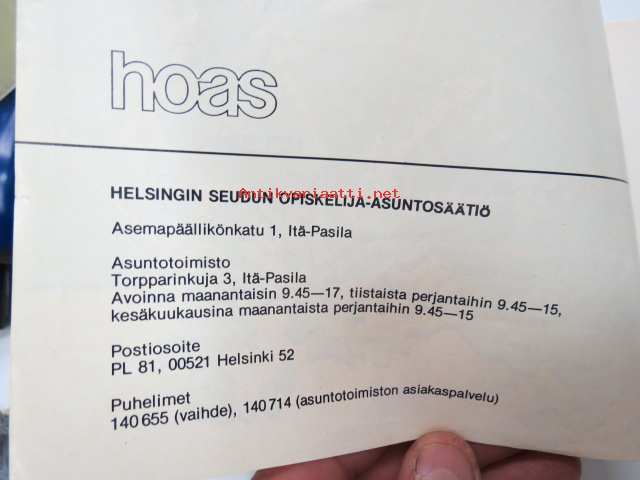 hoas
HELSINGIN SEUDUN OPISKELIJA-ASUNTOSÄÄTIÖ
Antikvariaatti.net
Asemapäällikönkatu 1, Itä-Pasila
Asuntotoimisto
Torpparinkuja 3, Itä-Pasila
Avoinna maanantaisin 9.45—17, tiistaista perjantaihin 9.45—15,
kesäkuukausina maanantaista perjantaihin 9.45—15
Postiosoite
PL 81, 00521 Helsinki 52
Puhelimet
140 655 (vaihde), 140 714 (asuntotoimiston asiakaspalvelu)